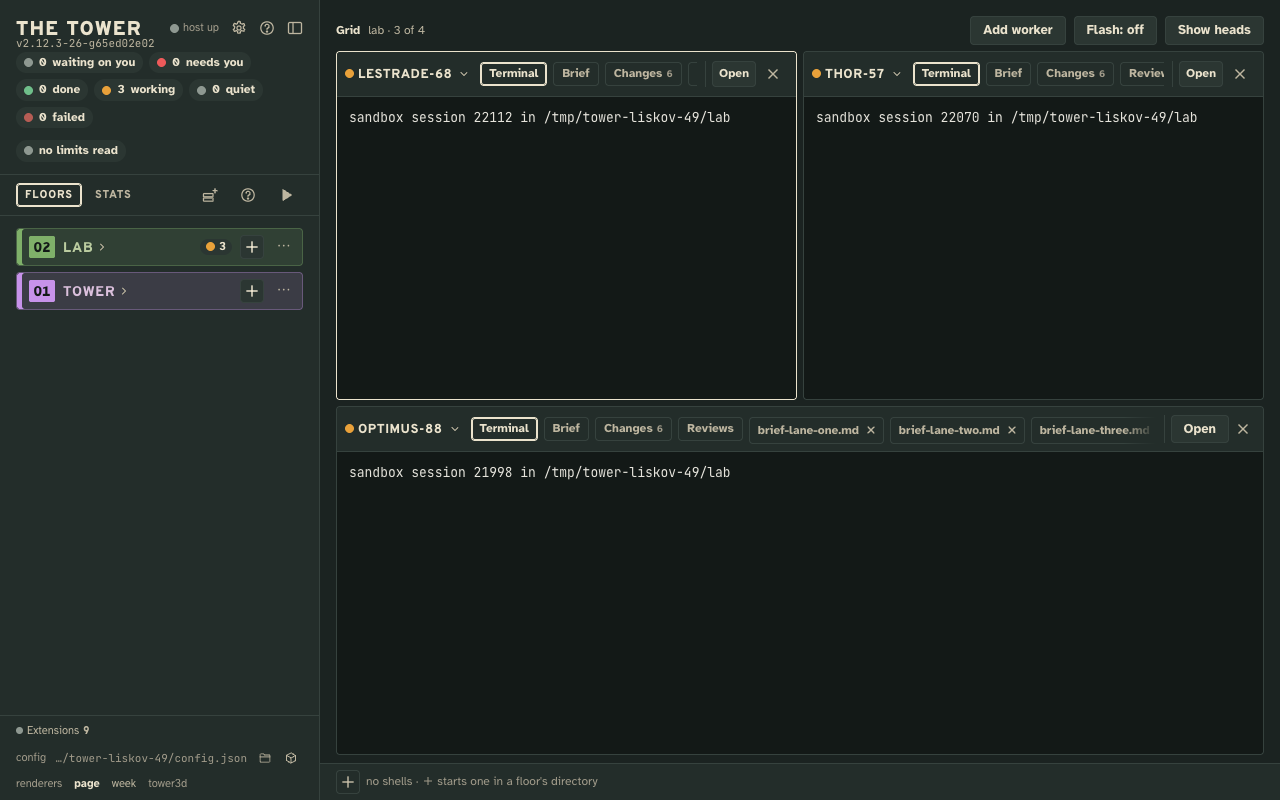 THE TOWER host up
v2.12.3-26-g65ed02e02
0 waiting on you 0 needs you
0 done 3 working 0 quiet
0 failed
no limits read
FLOORS STATS
02 LAB 3
01 TOWER
Extensions 9
config …/tower-liskov-49/config.json
renderers page week tower3d
Grid lab · 3 of 4 Add worker Flash: off Show heads
LESTRADE-68 Terminal Brief Changes 6 Open
sandbox session 22112 in /tmp/tower-liskov-49/lab
THOR-57 Terminal Brief Changes 6 Review Open
sandbox session 22070 in /tmp/tower-liskov-49/lab
OPTIMUS-88 Terminal Brief Changes 6 Reviews brief-lane-one.md brief-lane-two.md brief-lane-three.md Open
sandbox session 21998 in /tmp/tower-liskov-49/lab
no shells · + starts one in a floor's directory